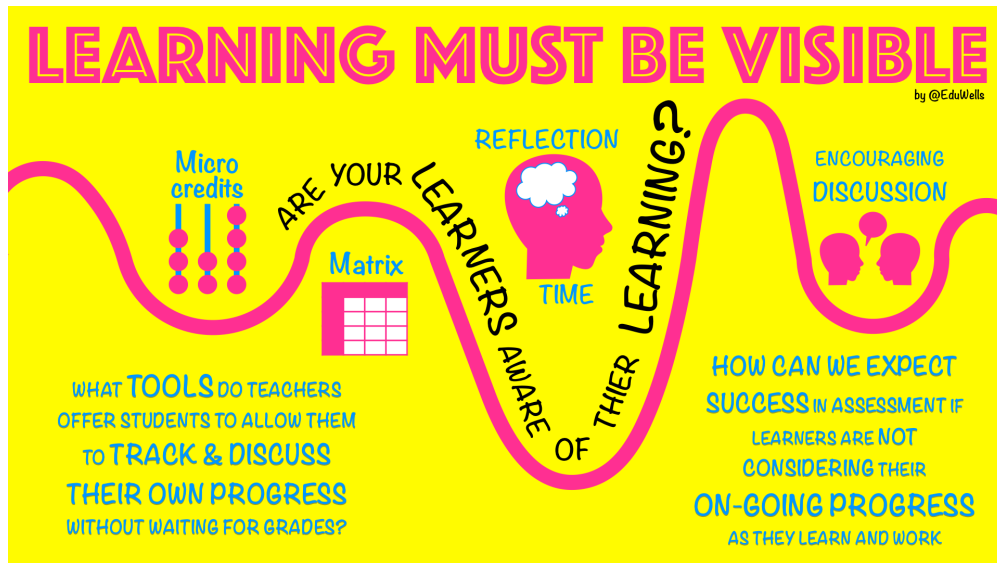 LEARNING MUST BE VISIBLE
by @EduWells
Micro
credits
ARE YOUR LEARNERS AWARE OF THIER LEARNING?
Matrix
REFLECTION
TIME
ENCOURAGING
DISCUSSION
WHAT TOOLS DO TEACHERS
OFFER STUDENTS TO ALLOW THEM
TO TRACK & DISCUSS
THEIR OWN PROGRESS
WITHOUT WAITING FOR GRADES?
HOW CAN WE EXPECT
SUCCESS IN ASSESSMENT IF
LEARNERS ARE NOT
CONSIDERING THEIR
ON-GOING PROGRESS
AS THEY LEARN AND WORK